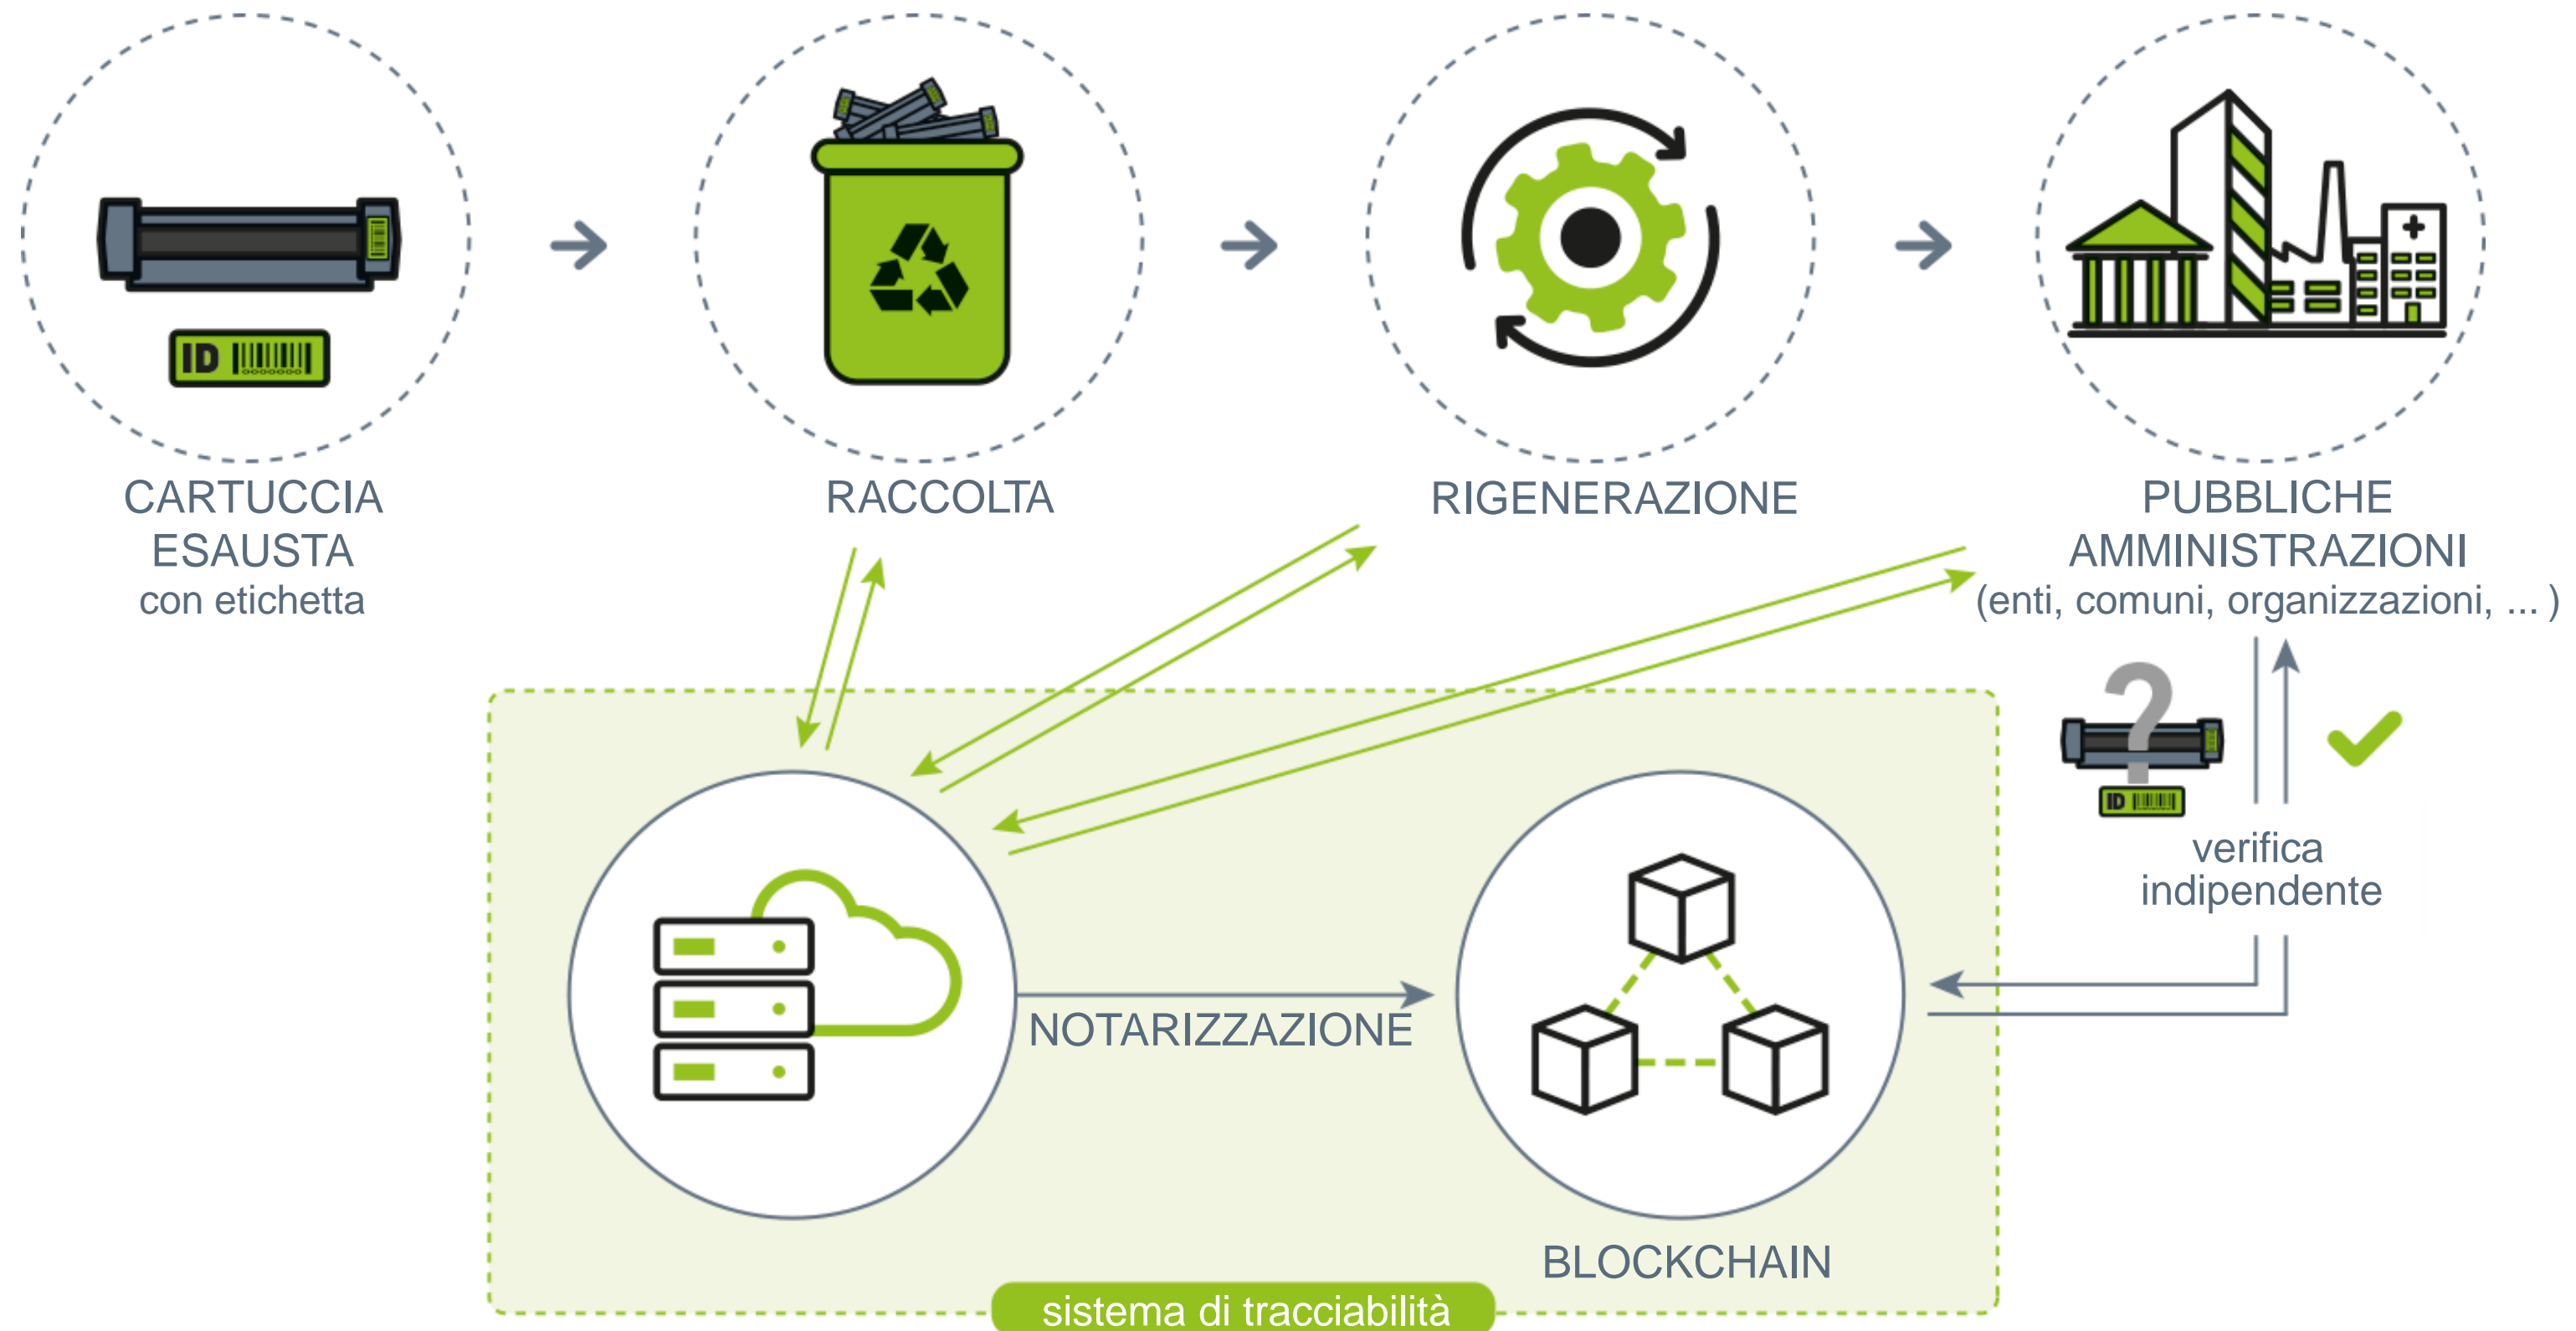 ID
CARTUCCIA
ESAUSTA
con etichetta
RACCOLTA
RIGENERAZIONE
PUBBLICHE
AMMINISTRAZIONI
(enti, comuni, organizzazioni, ... )
ID
verifica
indipendente
NOTARIZZAZIONE
BLOCKCHAIN
sistema di tracciabilità